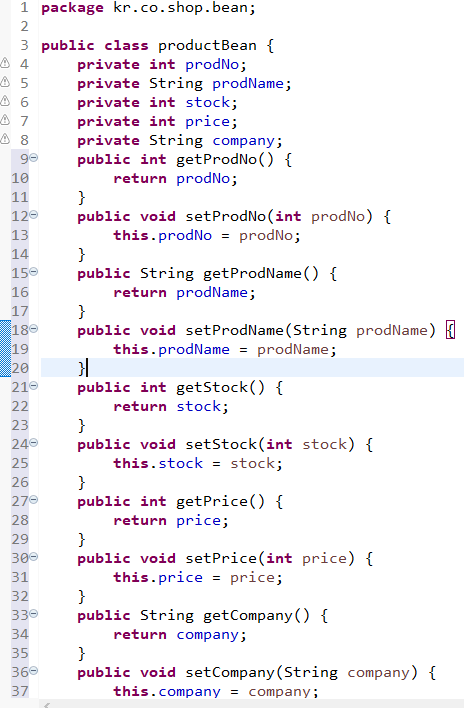 1 package kr.co.shop.bean;
2
3 public class productBean {
4     private int prodNo;
5     private String prodName;
6     private int stock;
7     private int price;
8     private String company;
9     public int getProdNo() {
10         return prodNo;
11     }
12     public void setProdNo(int prodNo) {
13         this.prodNo = prodNo;
14     }
15     public String getProdName() {
16         return prodName;
17     }
18     public void setProdName(String prodName) {
19         this.prodName = prodName;
20     }
21     public int getStock() {
22         return stock;
23     }
24     public void setStock(int stock) {
25         this.stock = stock;
26     }
27     public int getPrice() {
28         return price;
29     }
30     public void setPrice(int price) {
31         this.price = price;
32     }
33     public String getCompany() {
34         return company;
35     }
36     public void setCompany(String company) {
37         this.company = company;